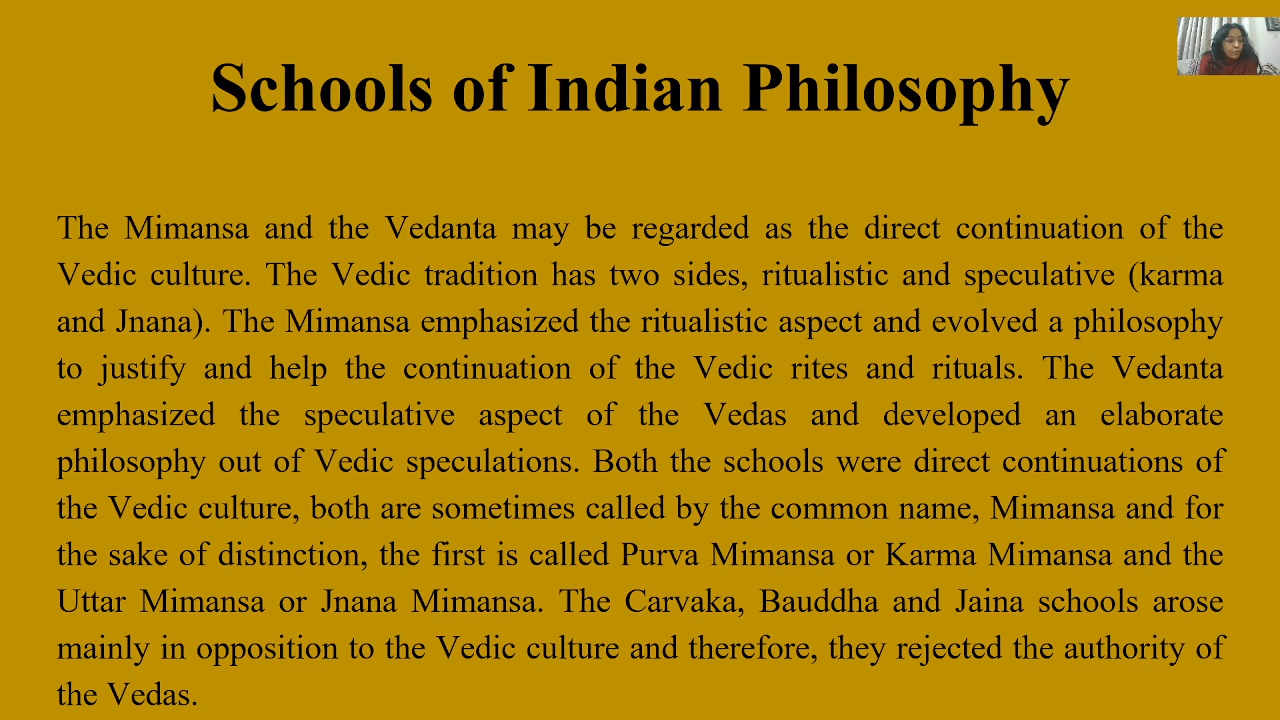 Schools of Indian Philosophy
The Mimansa and the Vedanta may be regarded as the direct continuation of the
Vedic culture. The Vedic tradition has two sides, ritualistic and speculative (karma
and Jnana). The Mimansa emphasized the ritualistic aspect and evolved a philosophy
to justify and help the continuation of the Vedic rites and rituals. The Vedanta
emphasized the speculative aspect of the Vedas and developed an elaborate
philosophy out of Vedic speculations. Both the schools were direct continuations of
the Vedic culture, both are sometimes called by the common name, Mimansa and for
the sake of distinction, the first is called Purva Mimansa or Karma Mimansa and the
Uttar Mimansa or Jnana Mimansa. The Carvaka, Bauddha and Jaina schools arose
mainly in opposition to the Vedic culture and therefore, they rejected the authority of
the Vedas.